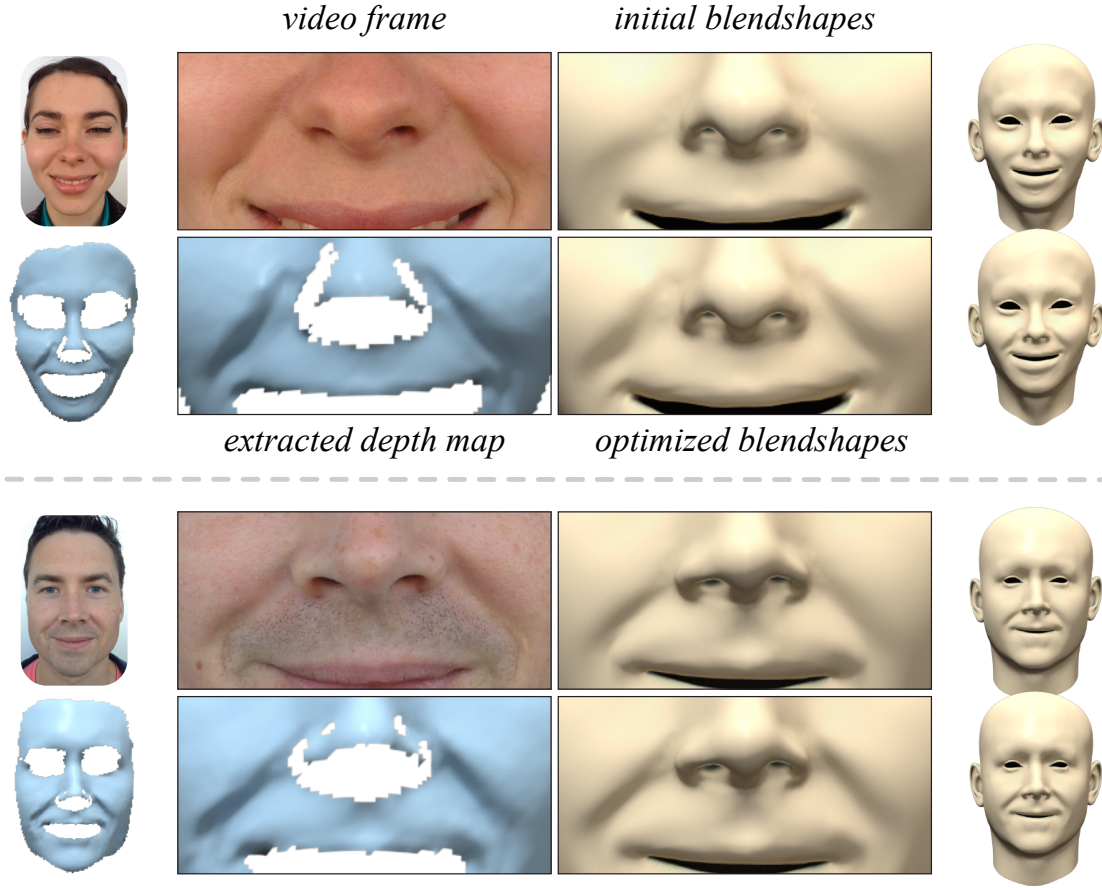 video frame
initial blendshapes
extracted depth map
optimized blendshapes